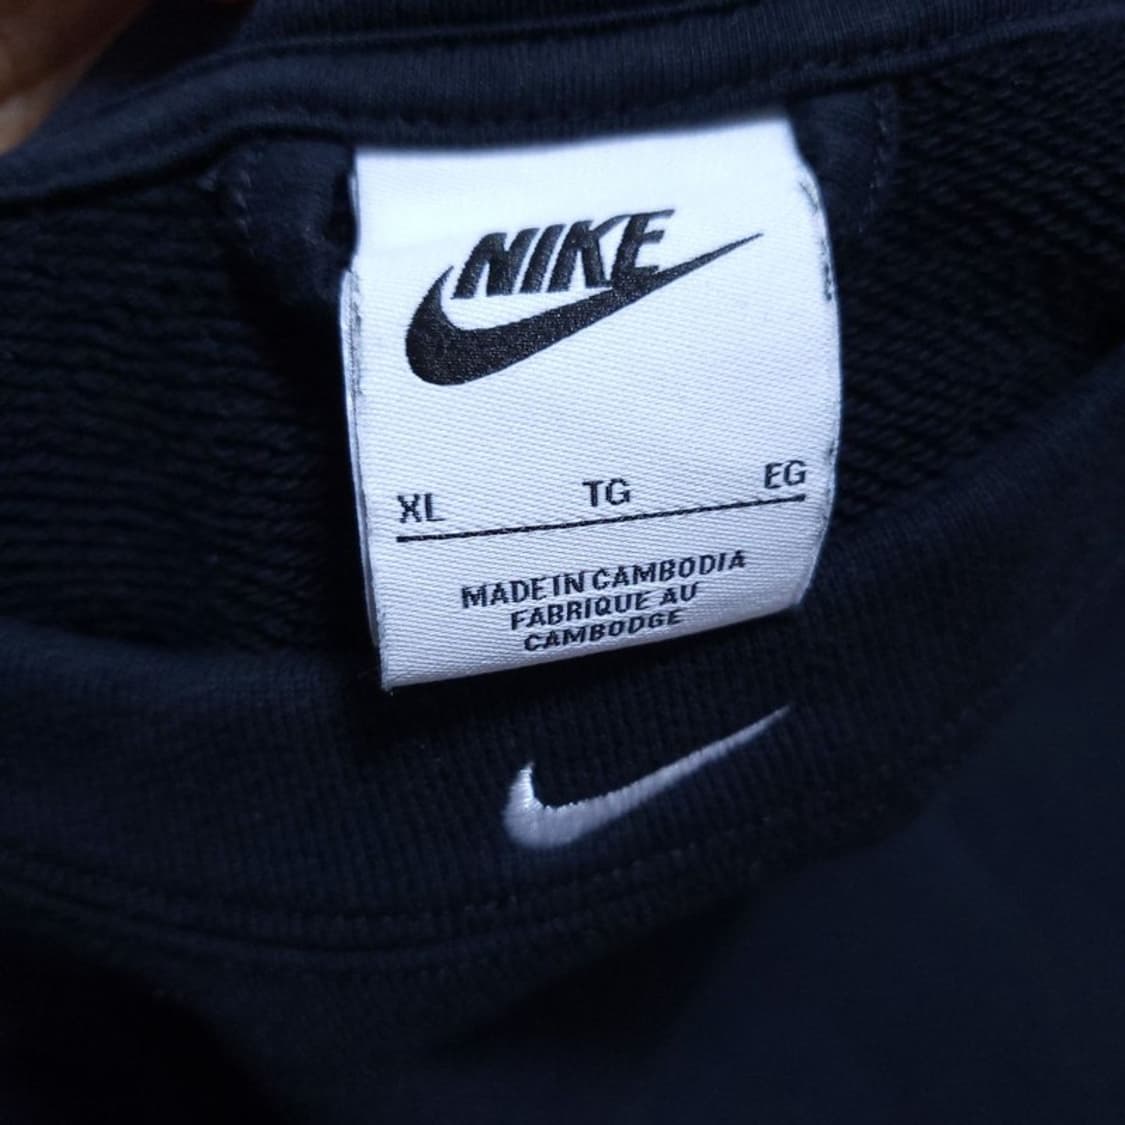 NIKE
XL TG EG
MADE IN CAMBODIA
FABRIQUE AU
CAMBODGE